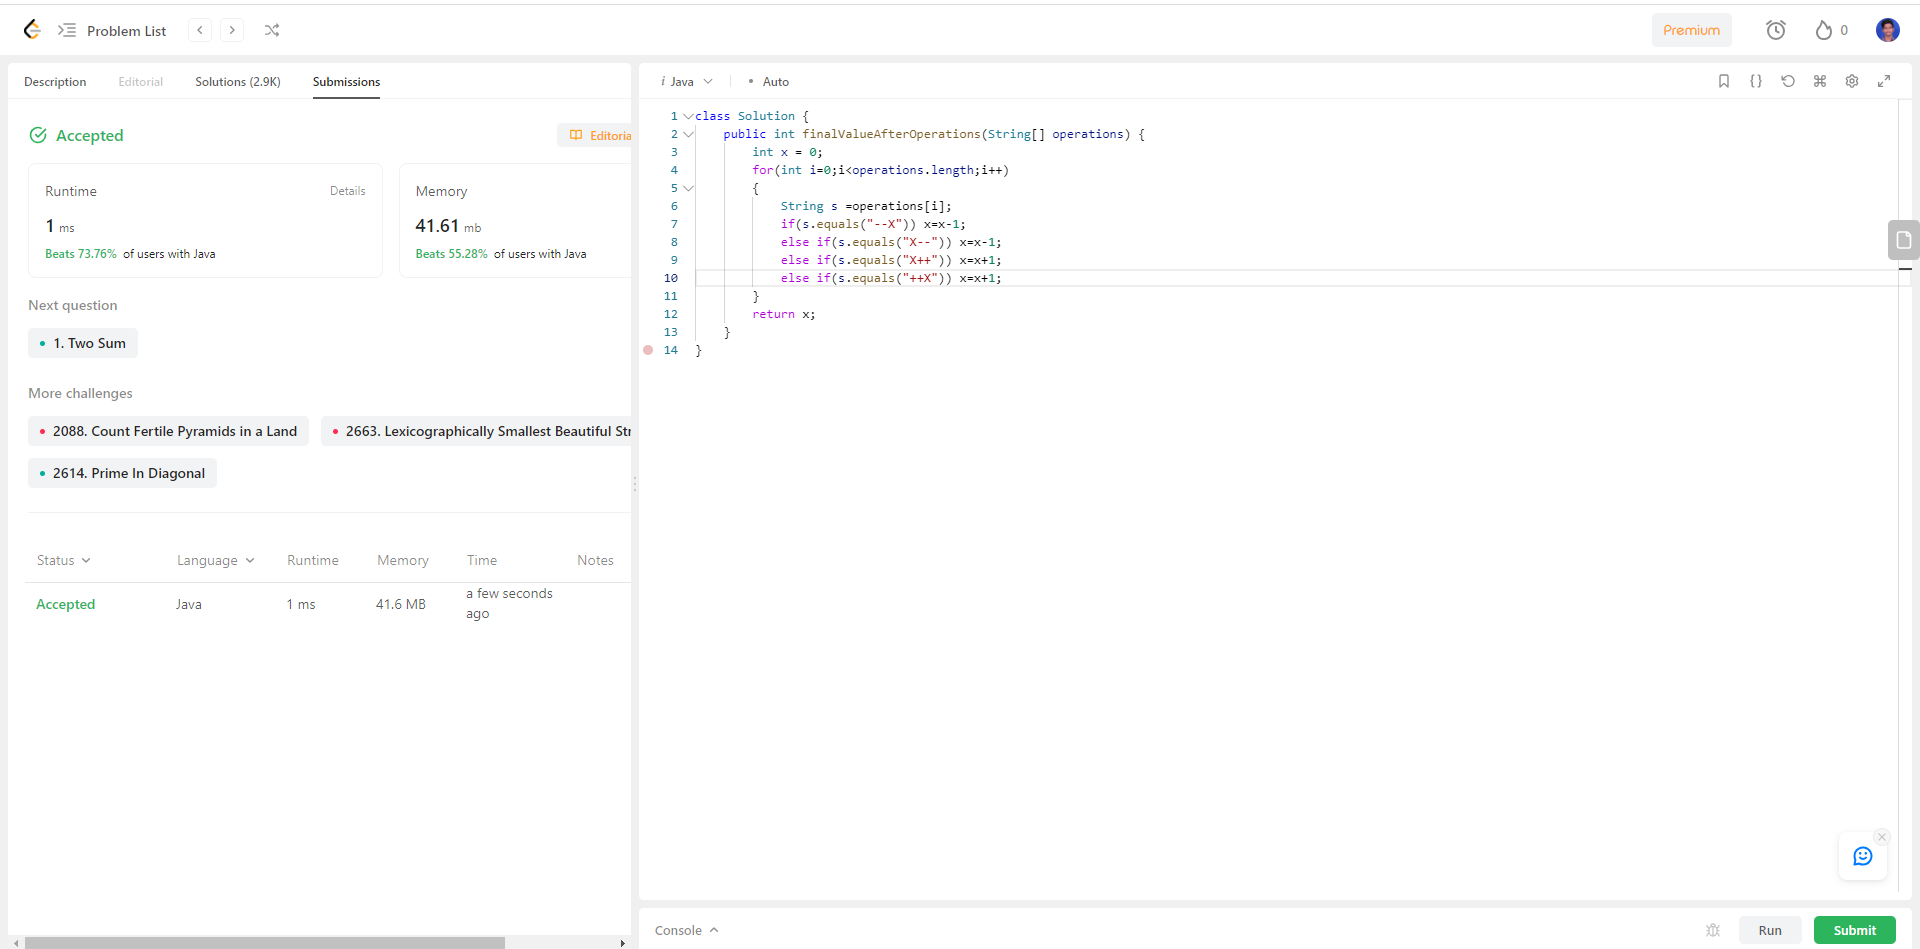 Problem List
Premium
0
Description Editorial Solutions (2.9K) Submissions
Accepted
Editoria
Runtime Details
1 ms
Beats 73.76% of users with Java
Memory
41.61 mb
Beats 55.28% of users with Java
Next question
1. Two Sum
More challenges
2088. Count Fertile Pyramids in a Land
2663. Lexicographically Smallest Beautiful Str
2614. Prime In Diagonal
Status Language Runtime Memory Time Notes
Accepted Java 1 ms 41.6 MB a few seconds
ago
i Java • Auto
{}
1 class Solution {
2 public int finalValueAfterOperations(String[] operations) {
3 int x = 0;
4 for(int i=0;i<operations.length;i++)
5 {
6 String s =operations[i];
7 if(s.equals("--X")) x=x-1;
8 else if(s.equals("X--")) x=x-1;
9 else if(s.equals("X++")) x=x+1;
10 else if(s.equals("++X")) x=x+1;
11 }
12 return x;
13 }
14 }
Console Run Submit